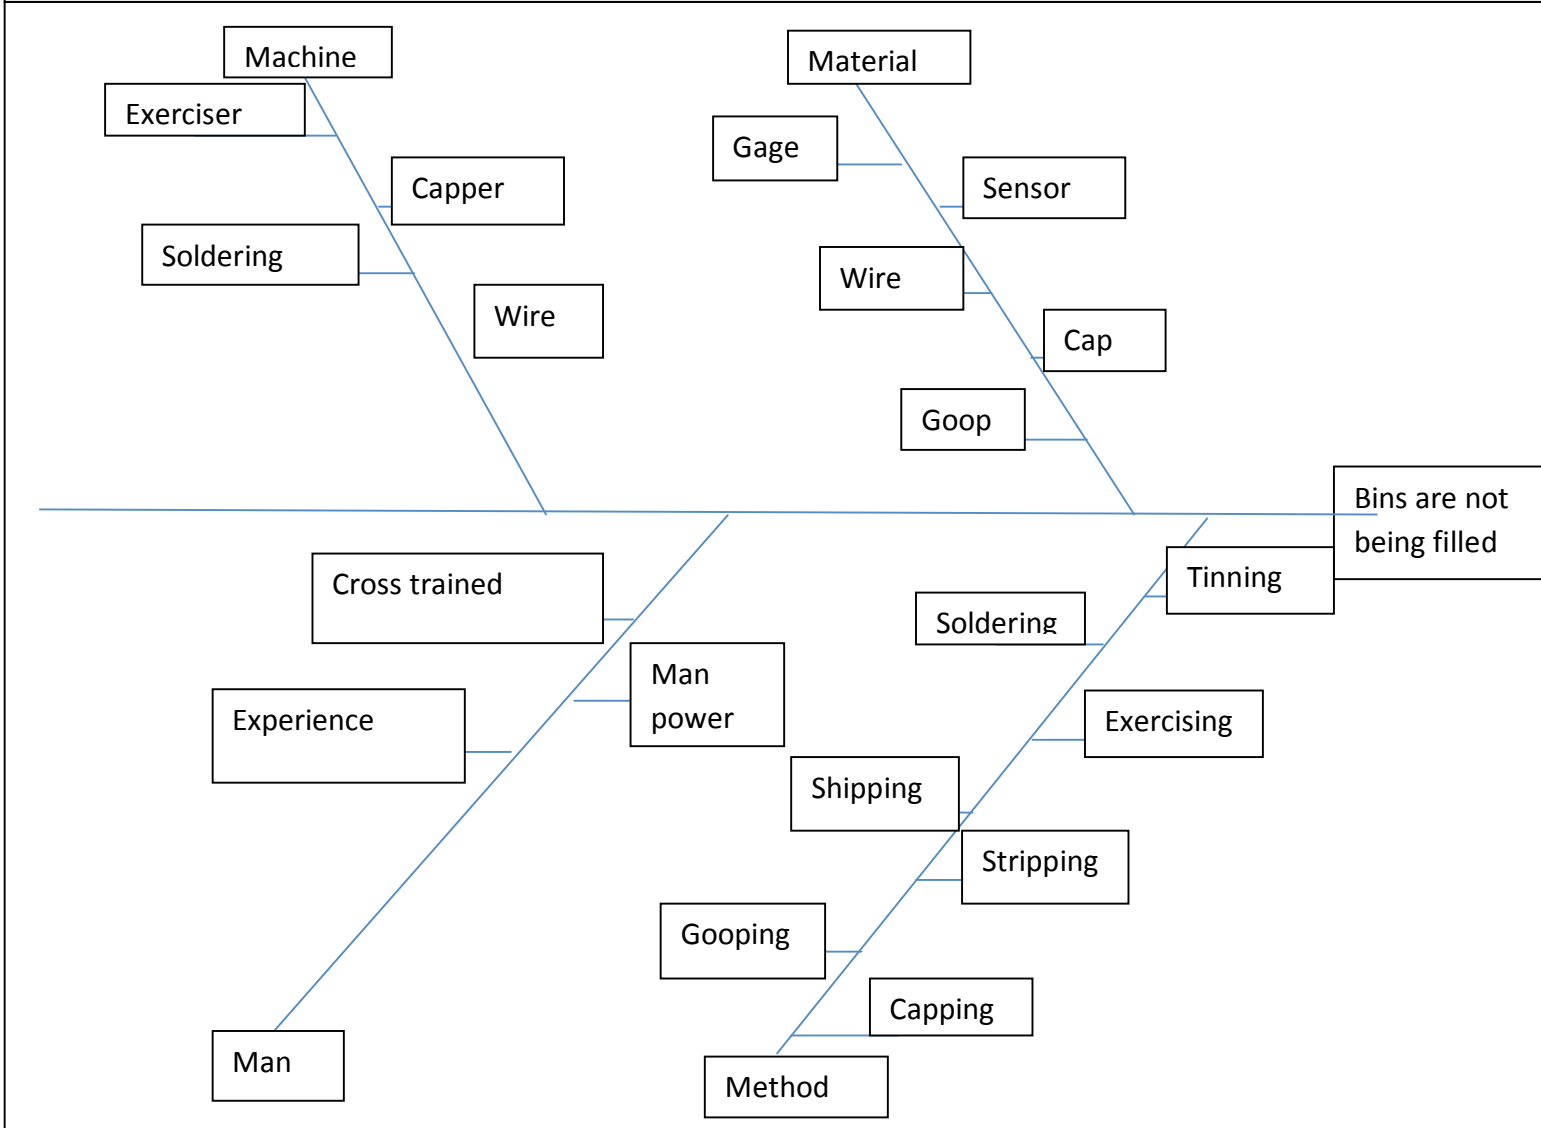 Machine
Exerciser
Capper
Soldering
Wire
Material
Gage
Sensor
Wire
Cap
Goop
Bins are not
being filled
Cross trained
Man
power
Experience
Man
Tinning
Soldering
Exercising
Shipping
Stripping
Gooping
Capping
Method